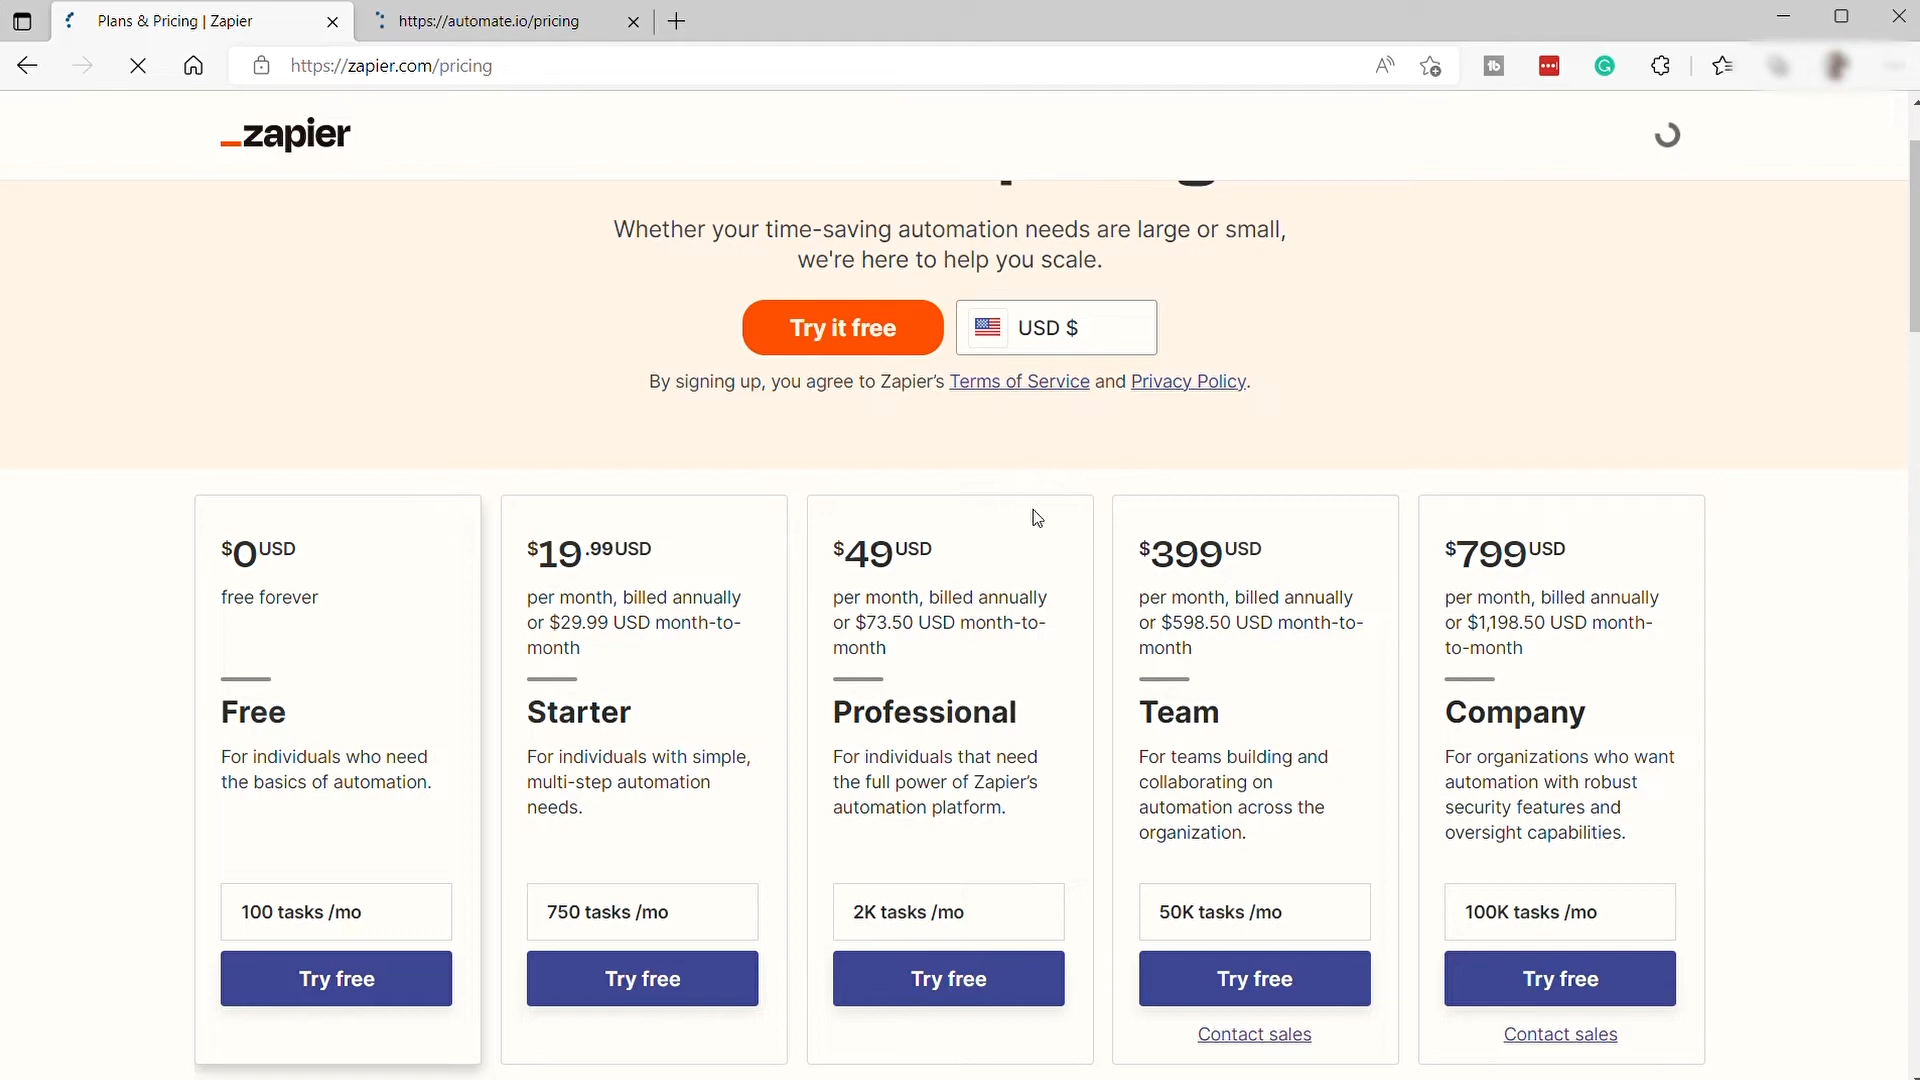 Plans & Pricing | Zapier
https://automate.io/pricing
https://zapier.com/pricing
zapier
Whether your time-saving automation needs are large or small,
we're here to help you scale.
Try it free
USD $
By signing up, you agree to Zapier's Terms of Service and Privacy Policy.
$0USD
free forever
Free
For individuals who need
the basics of automation.
100 tasks /mo
Try free
$19.99USD
per month, billed annually
or $29.99 USD month-to-
month
Starter
For individuals with simple,
multi-step automation
needs.
750 tasks /mo
Try free
$49USD
per month, billed annually
or $73.50 USD month-to-
month
Professional
For individuals that need
the full power of Zapier's
automation platform.
2K tasks /mo
Try free
$399USD
per month, billed annually
or $598.50 USD month-to-
month
Team
For teams building and
collaborating on
automation across the
organization.
50K tasks /mo
Try free
Contact sales
$799USD
per month, billed annually
or $1,198.50 USD month-
to-month
Company
For organizations who want
automation with robust
security features and
oversight capabilities.
100K tasks /mo
Try free
Contact sales